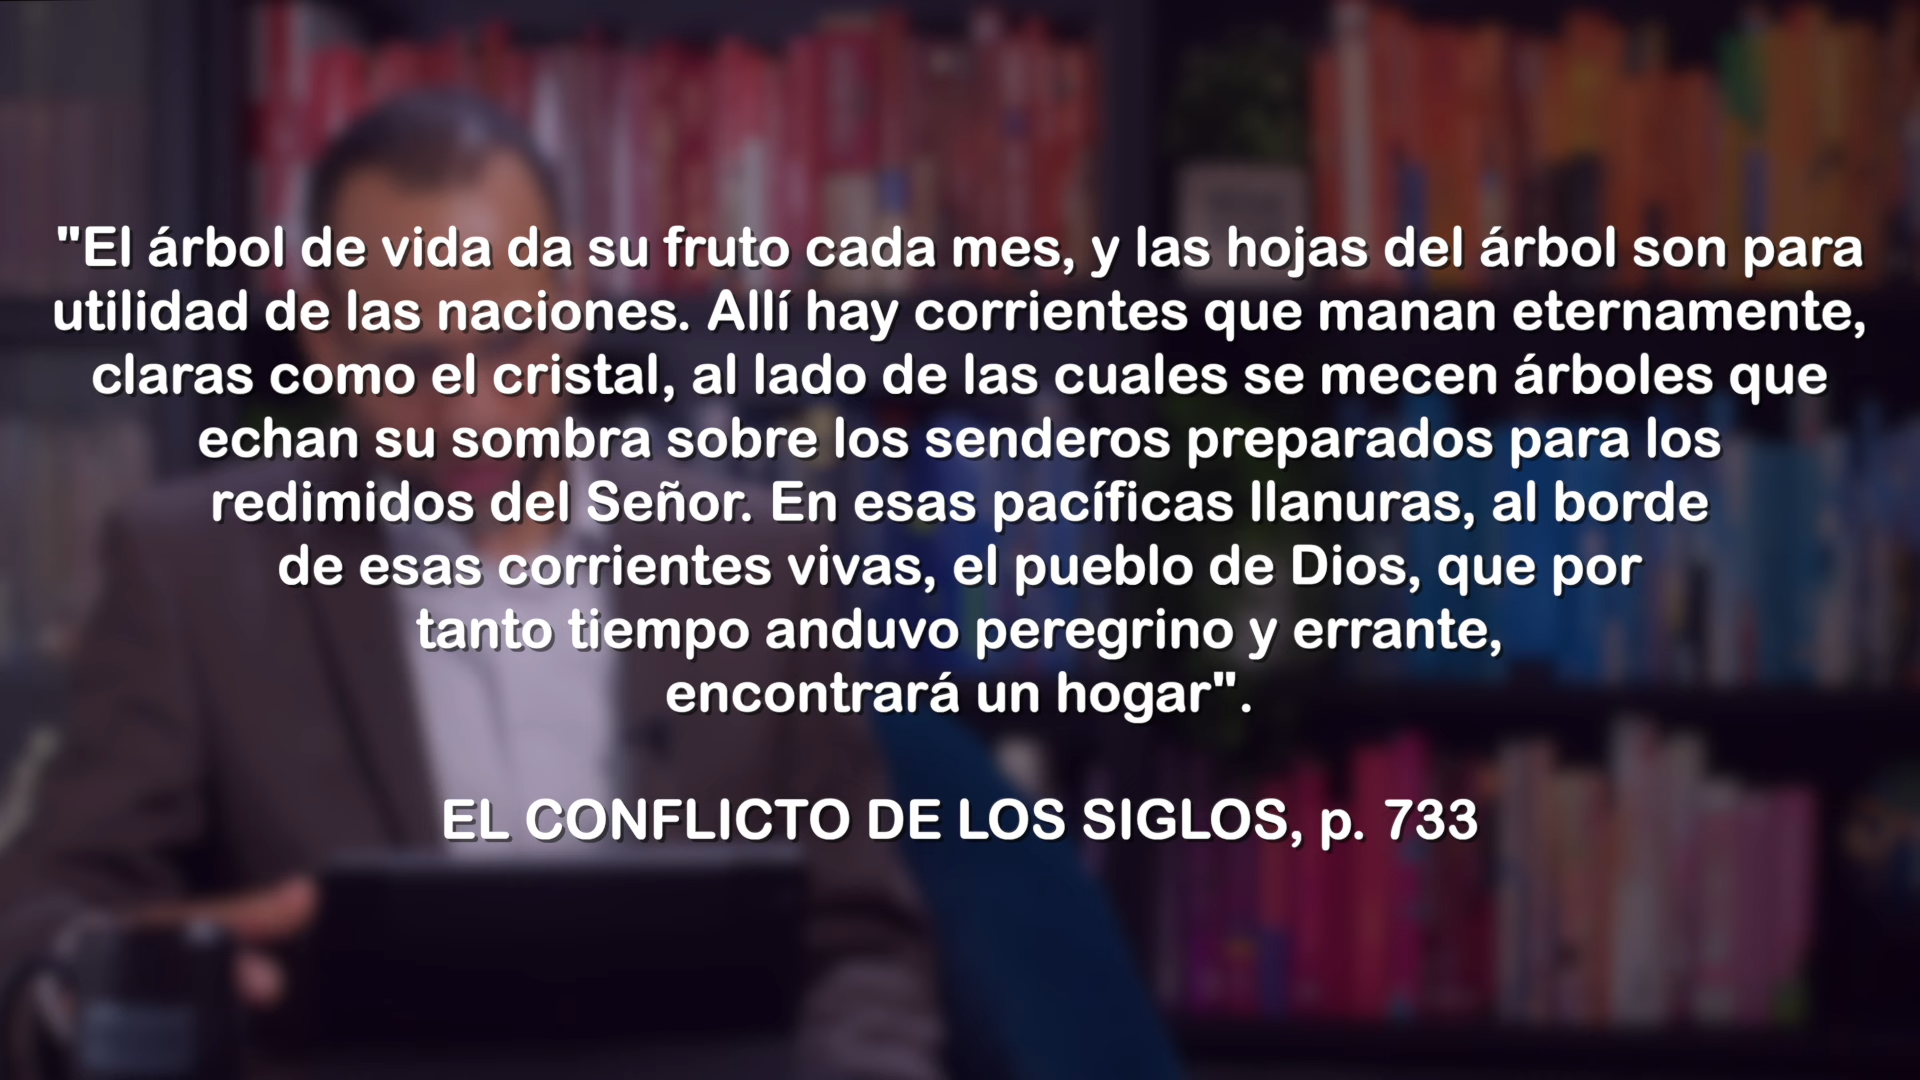 "El árbol de vida da su fruto cada mes, y las hojas del árbol son para
utilidad de las naciones. Allí hay corrientes que manan eternamente,
claras como el cristal, al lado de las cuales se mecen árboles que
echan su sombra sobre los senderos preparados para los
redimidos del Señor. En esas pacíficas llanuras, al borde
de esas corrientes vivas, el pueblo de Dios, que por
tanto tiempo anduvo peregrino y errante,
encontrará un hogar".
EL CONFLICTO DE LOS SIGLOS, p. 733